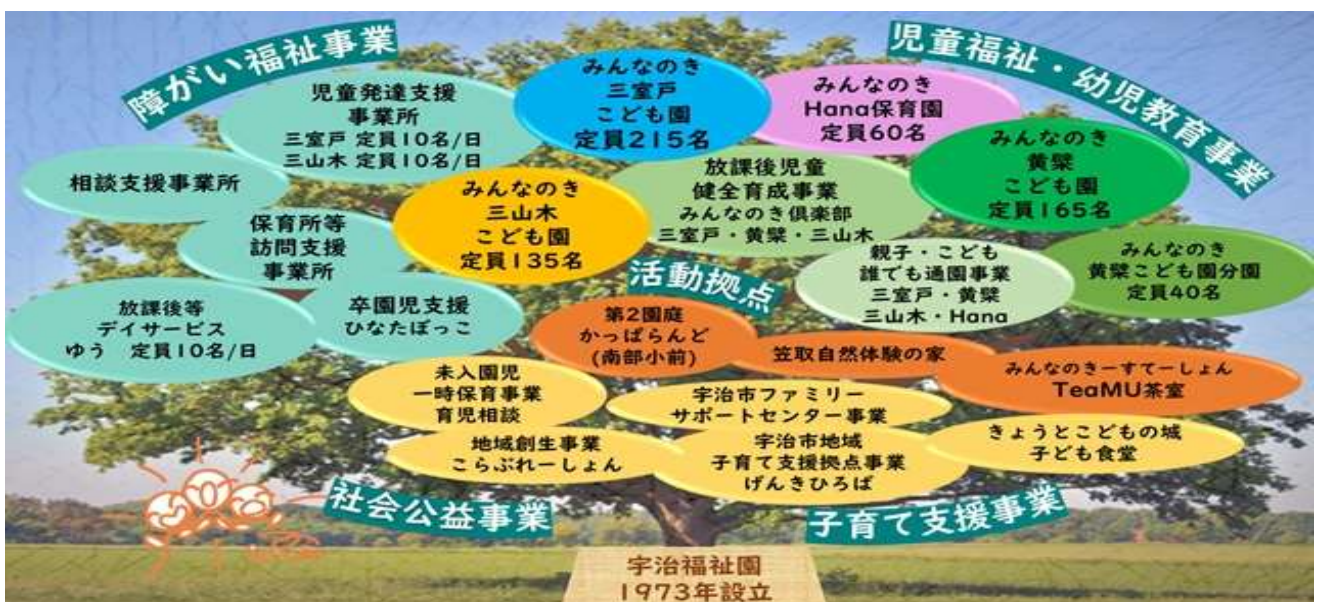 障がい福祉事業
児童福祉・幼児教育事業
児童発達支援
事業所
三室戸 定員10名/日
三山木 定員10名/日
みんなのき
三室戸
こども園
定員215名
みんなのき
Hana保育園
定員60名
みんなのき
黄檗
こども園
定員165名
相談支援事業所
みんなのき
三山木
こども園
定員135名
放課後児童
健全育成事業
みんなのき倶楽部
三室戸・黄檗・三山木
保育所等
訪問支援
事業所
親子・こども
誰でも通園事業
三室戸・黄檗
三山木・Hana
みんなのき
黄檗こども園分園
定員40名
放課後等
デイサービス
ゆう 定員10名/日
卒園児支援
ひなたぼっこ
活動拠点
第2園庭
かっぱらんど
(南部小前)
笠取自然体験の家
みんなのきーすてーしょん
TeaMU茶室
未入園児
一時保育事業
育児相談
宇治市ファミリー
サポートセンター事業
地域創生事業
こらぶれーしょん
宇治市地域
子育て支援拠点事業
げんきひろば
きょうとこどもの城
子ども食堂
社会公益事業
子育て支援事業
宇治福祉園
1973年設立